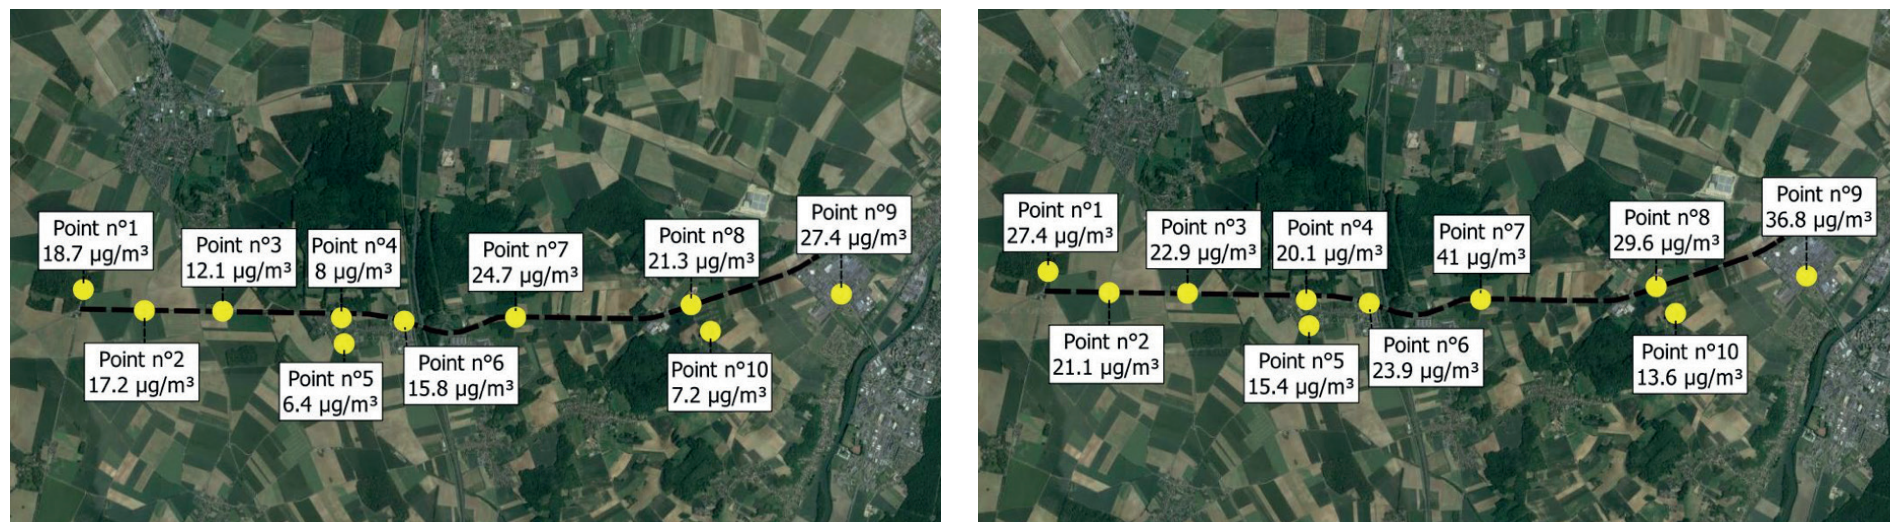 Point n°1
18.7 µg/m³
Point n°2
17.2 µg/m³
Point n°3
12.1 µg/m³
Point n°4
8 µg/m³
Point n°5
6.4 µg/m³
Point n°6
15.8 µg/m³
Point n°7
24.7 µg/m³
Point n°8
21.3 µg/m³
Point n°9
27.4 µg/m³
Point n°10
7.2 µg/m³
Point n°1
27.4 µg/m³
Point n°2
21.1 µg/m³
Point n°3
22.9 µg/m³
Point n°4
20.1 µg/m³
Point n°5
15.4 µg/m³
Point n°6
23.9 µg/m³
Point n°7
41 µg/m³
Point n°8
29.6 µg/m³
Point n°9
36.8 µg/m³
Point n°10
13.6 µg/m³